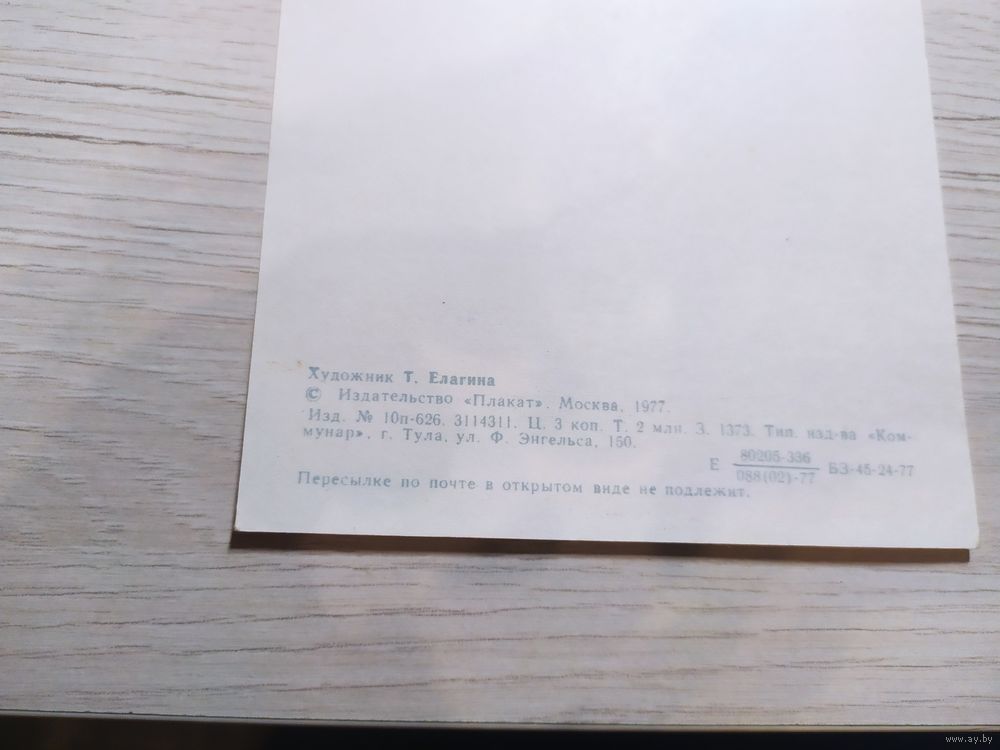 Художник Т. Елагина
© Издательство «Плакат». Москва, 1977.
Изд. № 10п-626. 3114311. Ц. 3 коп. Т. 2 млн. З. 1373. Тип. изд-ва «Ком-
мунар», г. Тула, ул. Ф. Энгельса, 150.
Е 80205-336 БЗ-45-24-77
088(02)-77
Пересылке по почте в открытом виде не подлежит.
www.ay.by